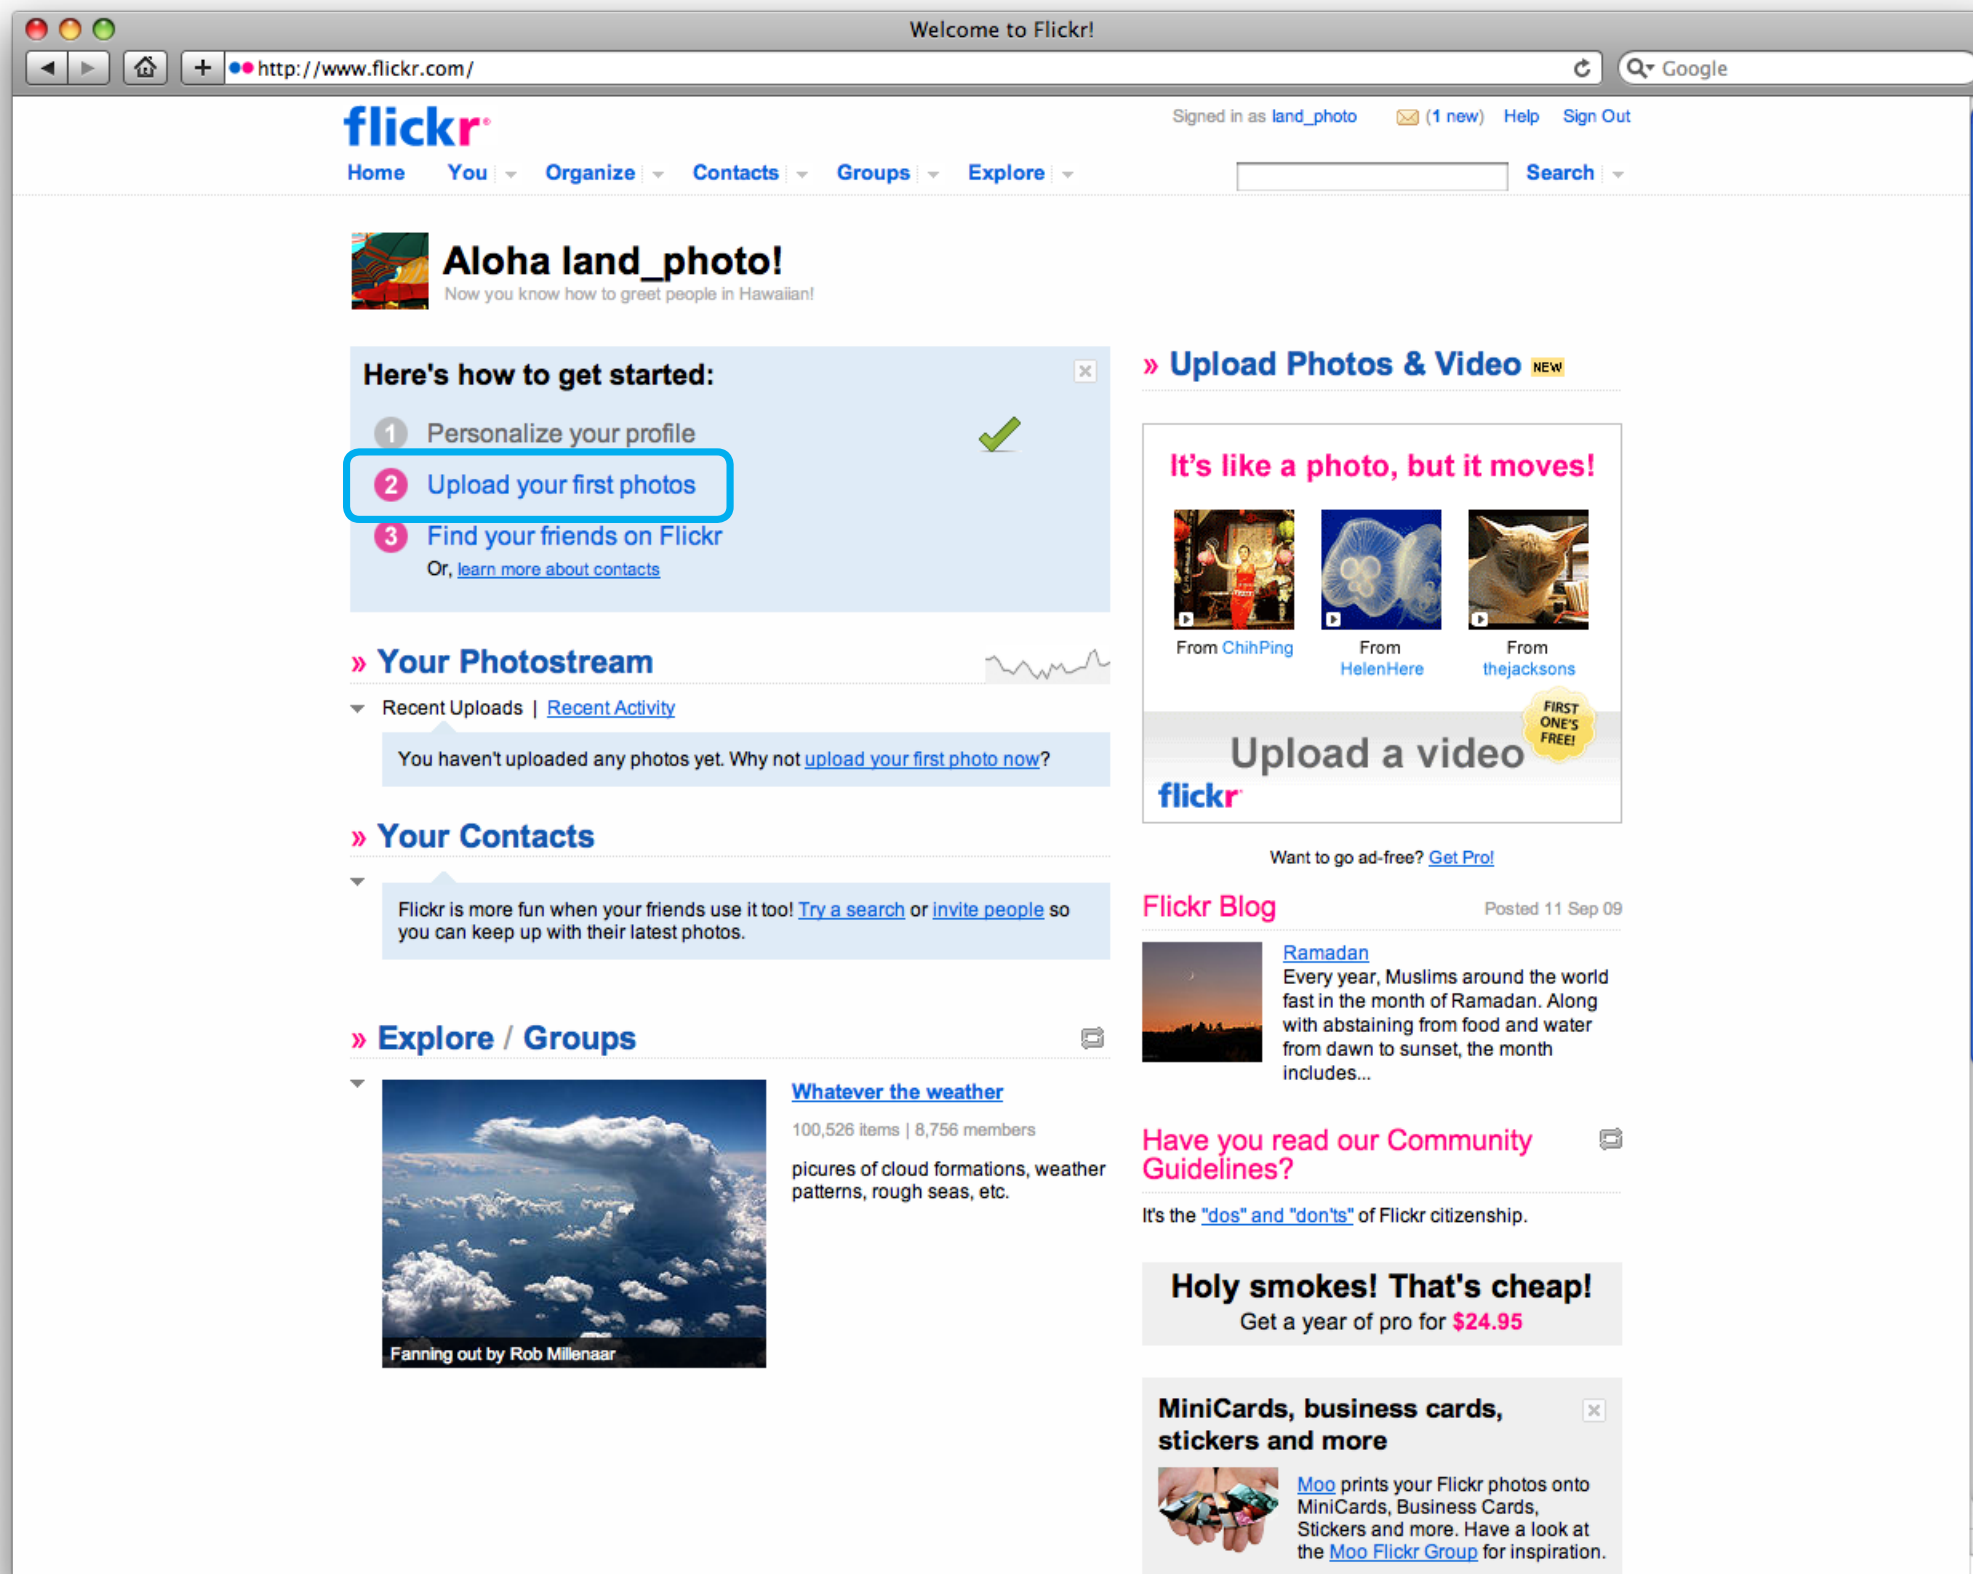 Welcome to Flickr!
http://www.flickr.com/
Google
flickr
Signed in as land_photo (1 new) Help Sign Out
Home You Organize Contacts Groups Explore Search
Aloha land_photo!
Now you know how to greet people in Hawaiian!
Here's how to get started:
1 Personalize your profile
2 Upload your first photos
3 Find your friends on Flickr
Or, learn more about contacts
» Your Photostream
Recent Uploads | Recent Activity
You haven't uploaded any photos yet. Why not upload your first photo now?
» Your Contacts
Flickr is more fun when your friends use it too! Try a search or invite people so
you can keep up with their latest photos.
» Explore / Groups
Whatever the weather
100,526 items | 8,756 members
picures of cloud formations, weather
patterns, rough seas, etc.
Fanning out by Rob Millenaar
» Upload Photos & Video NEW
It's like a photo, but it moves!
From ChihPing
From
HelenHere
From
thejacksons
FIRST
ONE'S
FREE!
Upload a video
flickr
Want to go ad-free? Get Pro!
Flickr Blog
Posted 11 Sep 09
Ramadan
Every year, Muslims around the world
fast in the month of Ramadan. Along
with abstaining from food and water
from dawn to sunset, the month
includes...
Have you read our Community
Guidelines?
It's the "dos" and "don'ts" of Flickr citizenship.
Holy smokes! That's cheap!
Get a year of pro for $24.95
MiniCards, business cards,
stickers and more
Moo prints your Flickr photos onto
MiniCards, Business Cards,
Stickers and more. Have a look at
the Moo Flickr Group for inspiration.